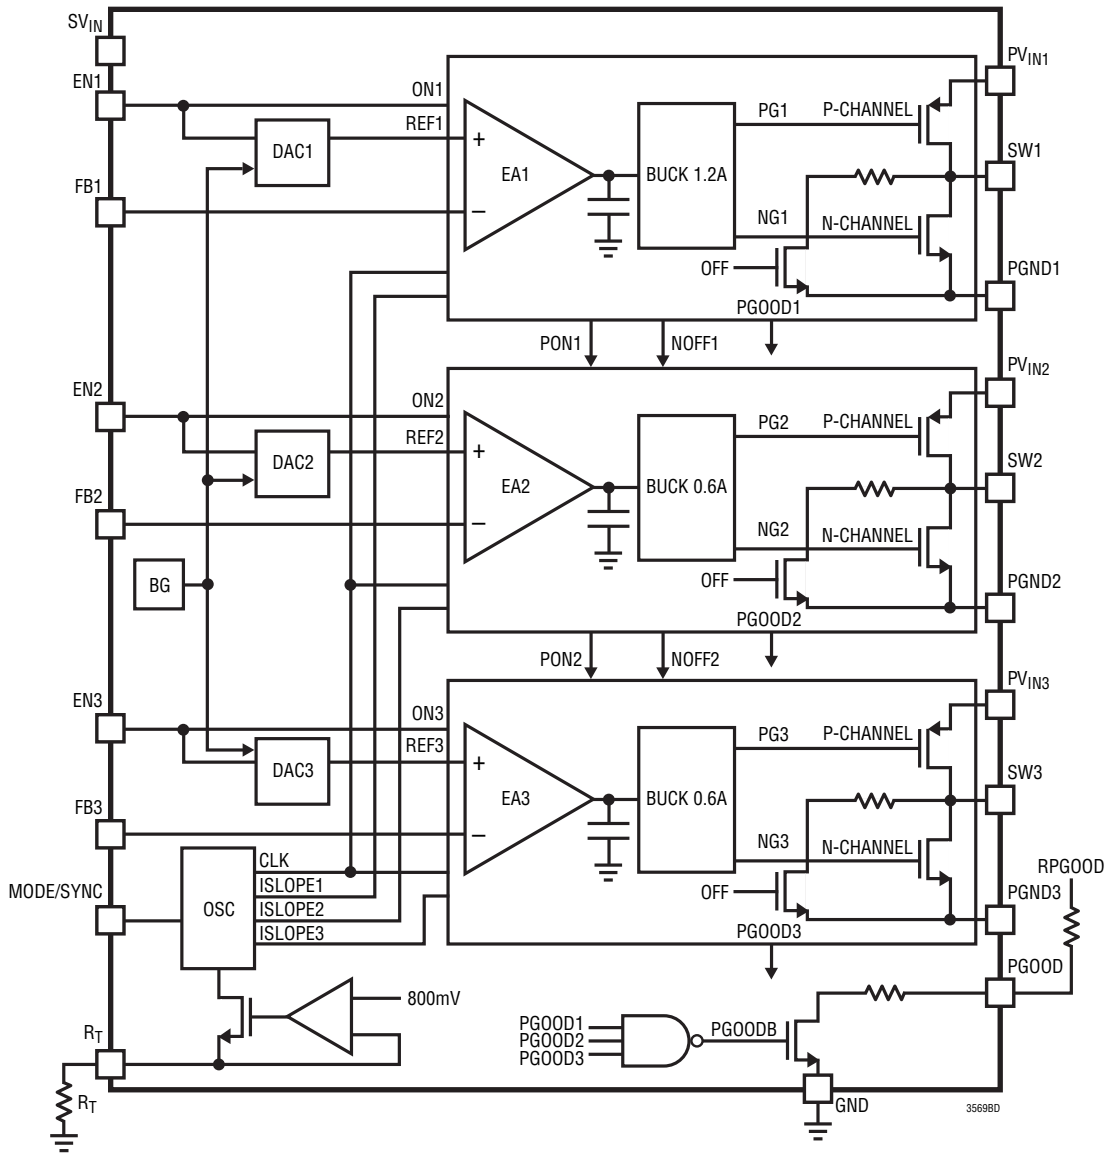 SVIN
EN1
ON1
REF1
DAC1
FB1
EA1
+
–
BUCK 1.2A
PG1
P-CHANNEL
PVIN1
SW1
NG1
N-CHANNEL
OFF
PGND1
PGOOD1
PON1
NOFF1
EN2
ON2
REF2
DAC2
FB2
EA2
+
–
BUCK 0.6A
PG2
P-CHANNEL
PVIN2
SW2
NG2
N-CHANNEL
OFF
PGND2
PGOOD2
BG
PON2
NOFF2
EN3
ON3
REF3
DAC3
FB3
EA3
+
–
BUCK 0.6A
PG3
P-CHANNEL
PVIN3
SW3
NG3
N-CHANNEL
OFF
PGND3
PGOOD3
RPGOOD
PGOOD
MODE/SYNC
OSC
CLK
ISLOPE1
ISLOPE2
ISLOPE3
800mV
RT
RT
PGOOD1
PGOOD2
PGOOD3
PGOODB
GND
3569BD